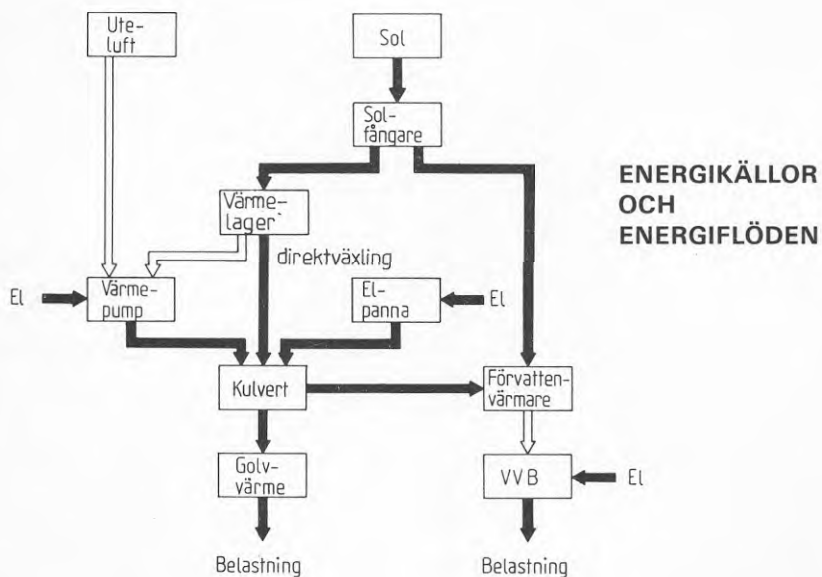 Ute-
luft
Sol
Sol-
fångare
ENERGIKÄLLOR
OCH
ENERGIFLÖDEN
Värme-
lager
direktväxling
El
Värme-
pump
El-
panna
El
Kulvert
Förvatten-
värmare
Golv-
värme
VVB
El
Belastning
Belastning